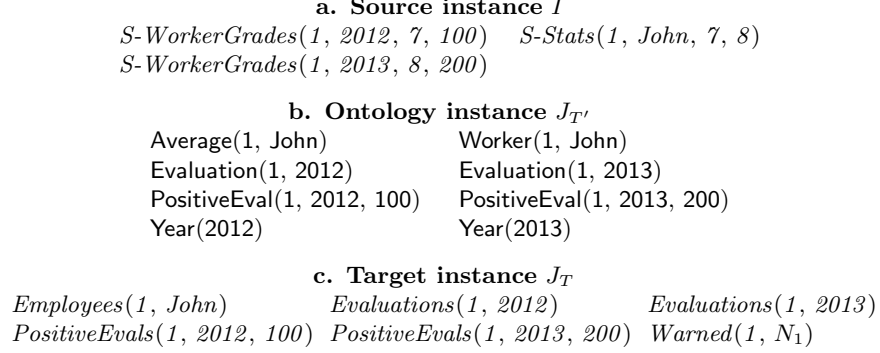 a. Source instance I
S-WorkerGrades(1, 2012, 7, 100) S-Stats(1, John, 7, 8)
S-WorkerGrades(1, 2013, 8, 200)
b. Ontology instance J_{T'}
Average(1, John) Worker(1, John)
Evaluation(1, 2012) Evaluation(1, 2013)
PositiveEval(1, 2012, 100) PositiveEval(1, 2013, 200)
Year(2012) Year(2013)
c. Target instance J_T
Employees(1, John) Evaluations(1, 2012) Evaluations(1, 2013)
PositiveEvals(1, 2012, 100) PositiveEvals(1, 2013, 200) Warned(1, N_1)